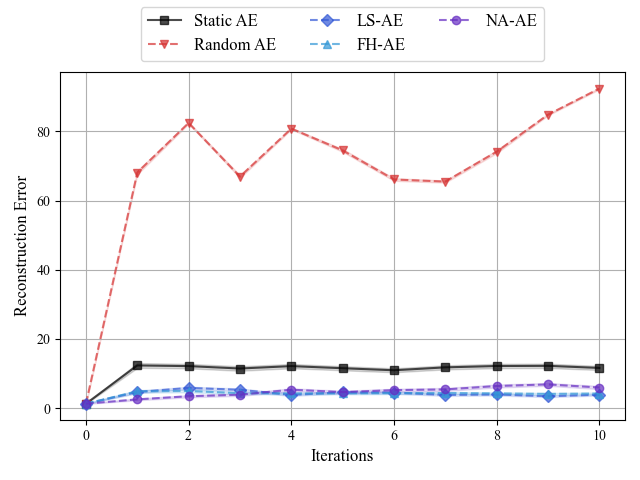 Static AE
Random AE
LS-AE
FH-AE
NA-AE
Reconstruction Error
80
60
40
20
0
0 2 4 6 8 10
Iterations